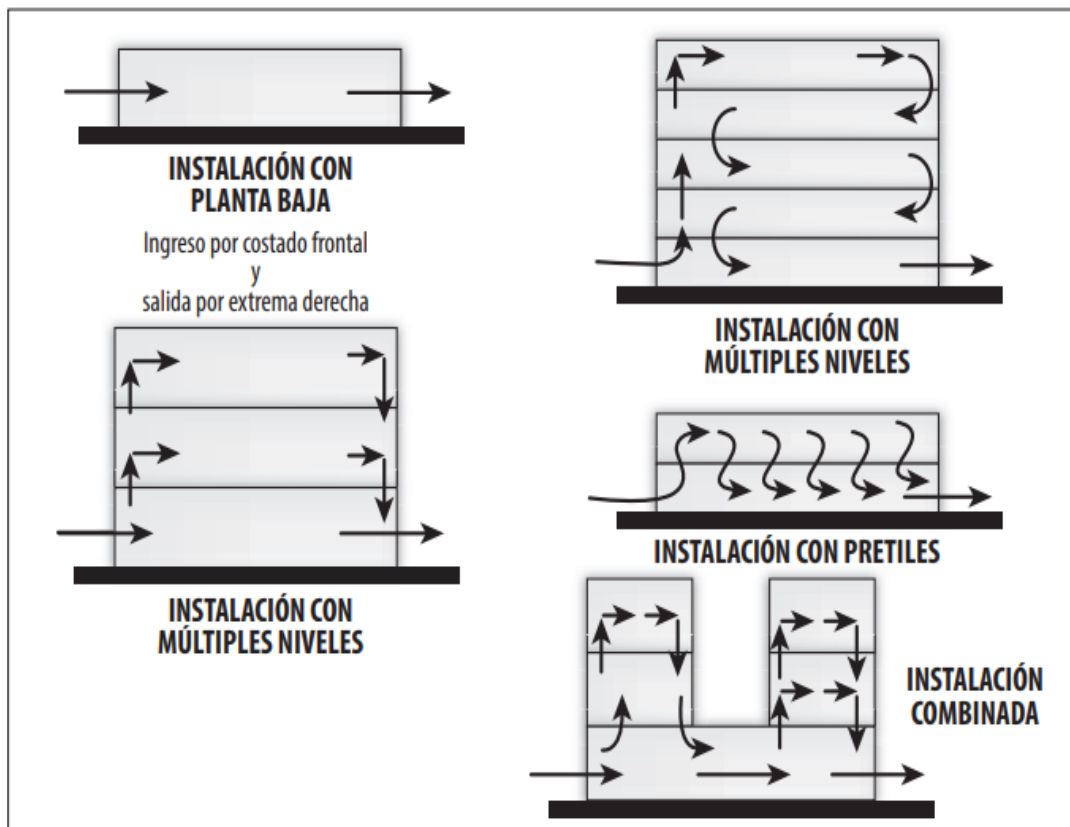 INSTALACIÓN CON
PLANTA BAJA
Ingreso por costado frontal
y
salida por extrema derecha
INSTALACIÓN CON
MÚLTIPLES NIVELES
INSTALACIÓN CON
MÚLTIPLES NIVELES
INSTALACIÓN CON PRETILES
INSTALACIÓN
COMBINADA